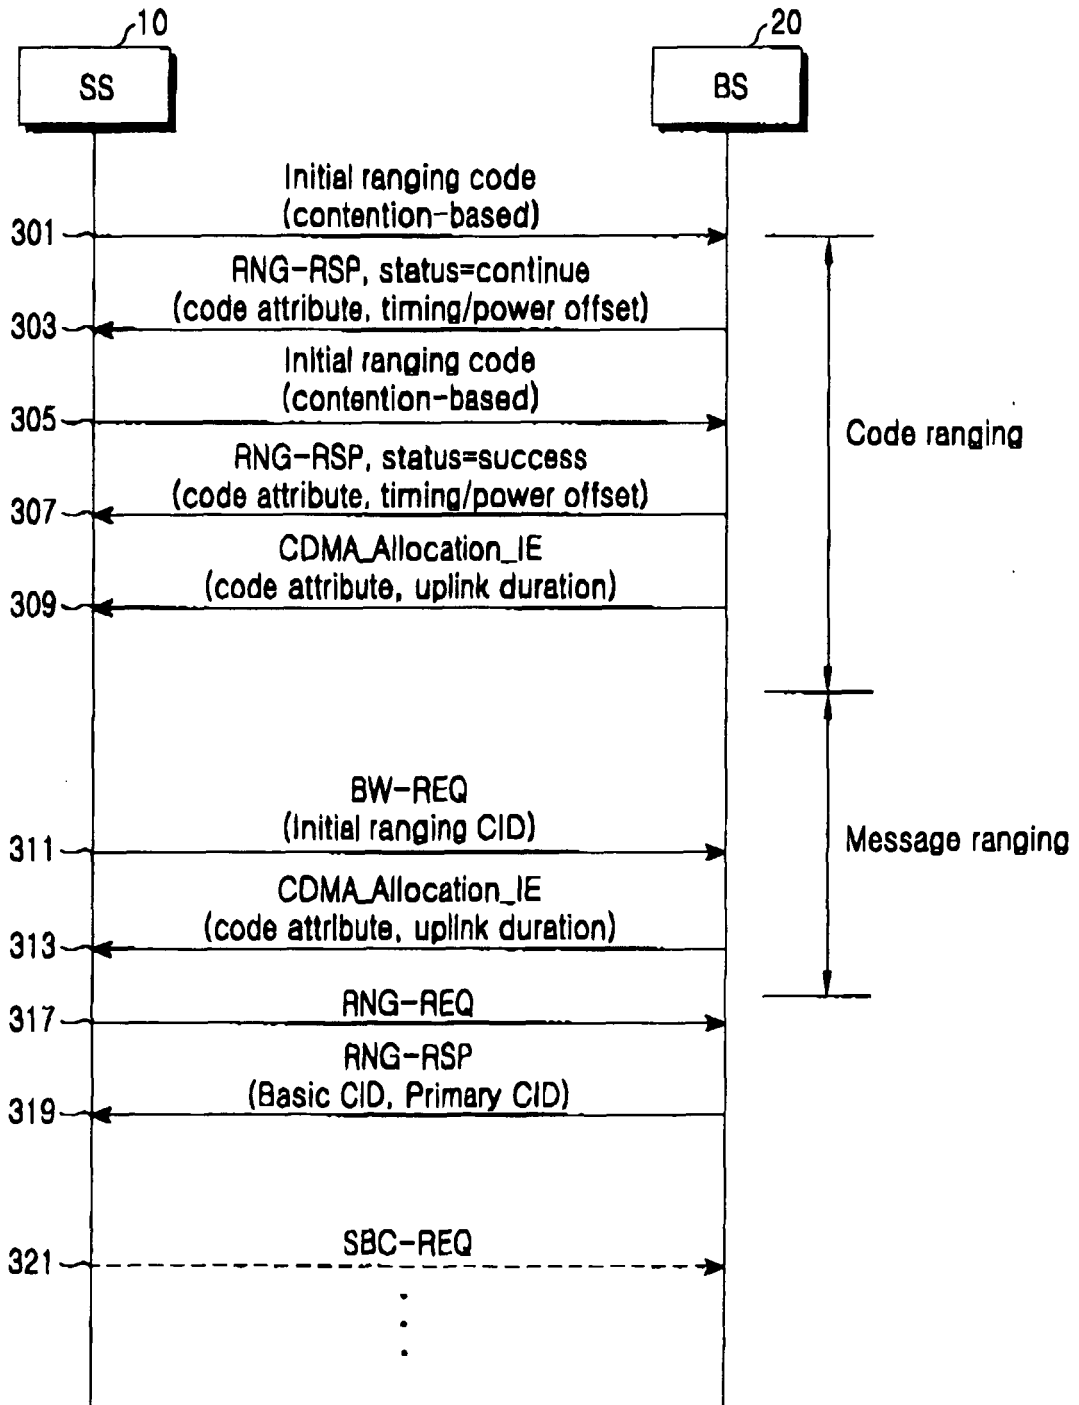 10
20
SS
BS
Initial ranging code
(contention-based)
301
RNG-RSP, status=continue
(code attribute, timing/power offset)
303
Initial ranging code
(contention-based)
305
Code ranging
RNG-RSP, status=success
(code attribute, timing/power offset)
307
CDMA_Allocation_IE
(code attribute, uplink duration)
309
BW-REQ
(Initial ranging CID)
311
Message ranging
CDMA_Allocation_IE
(code attribute, uplink duration)
313
RNG-REQ
317
RNG-RSP
(Basic CID, Primary CID)
319
SBC-REQ
321